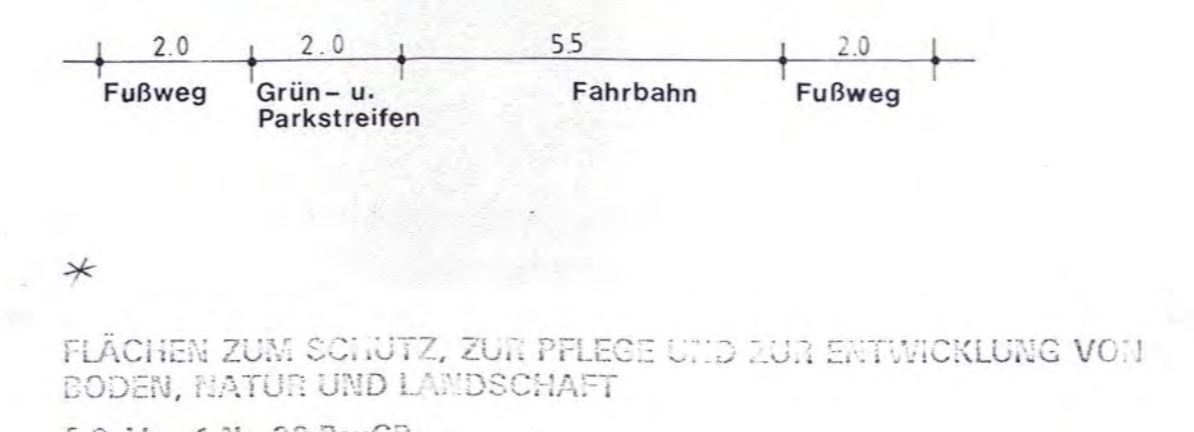 2.0 2.0 5.5 2.0
Fußweg Grün- u. Fahrbahn Fußweg
Parkstreifen
*
FLÄCHEN ZUM SCHUTZ, ZUR PFLEGE UND ZUR ENTWICKLUNG VON
BODEN, NATUR UND LANDSCHAFT